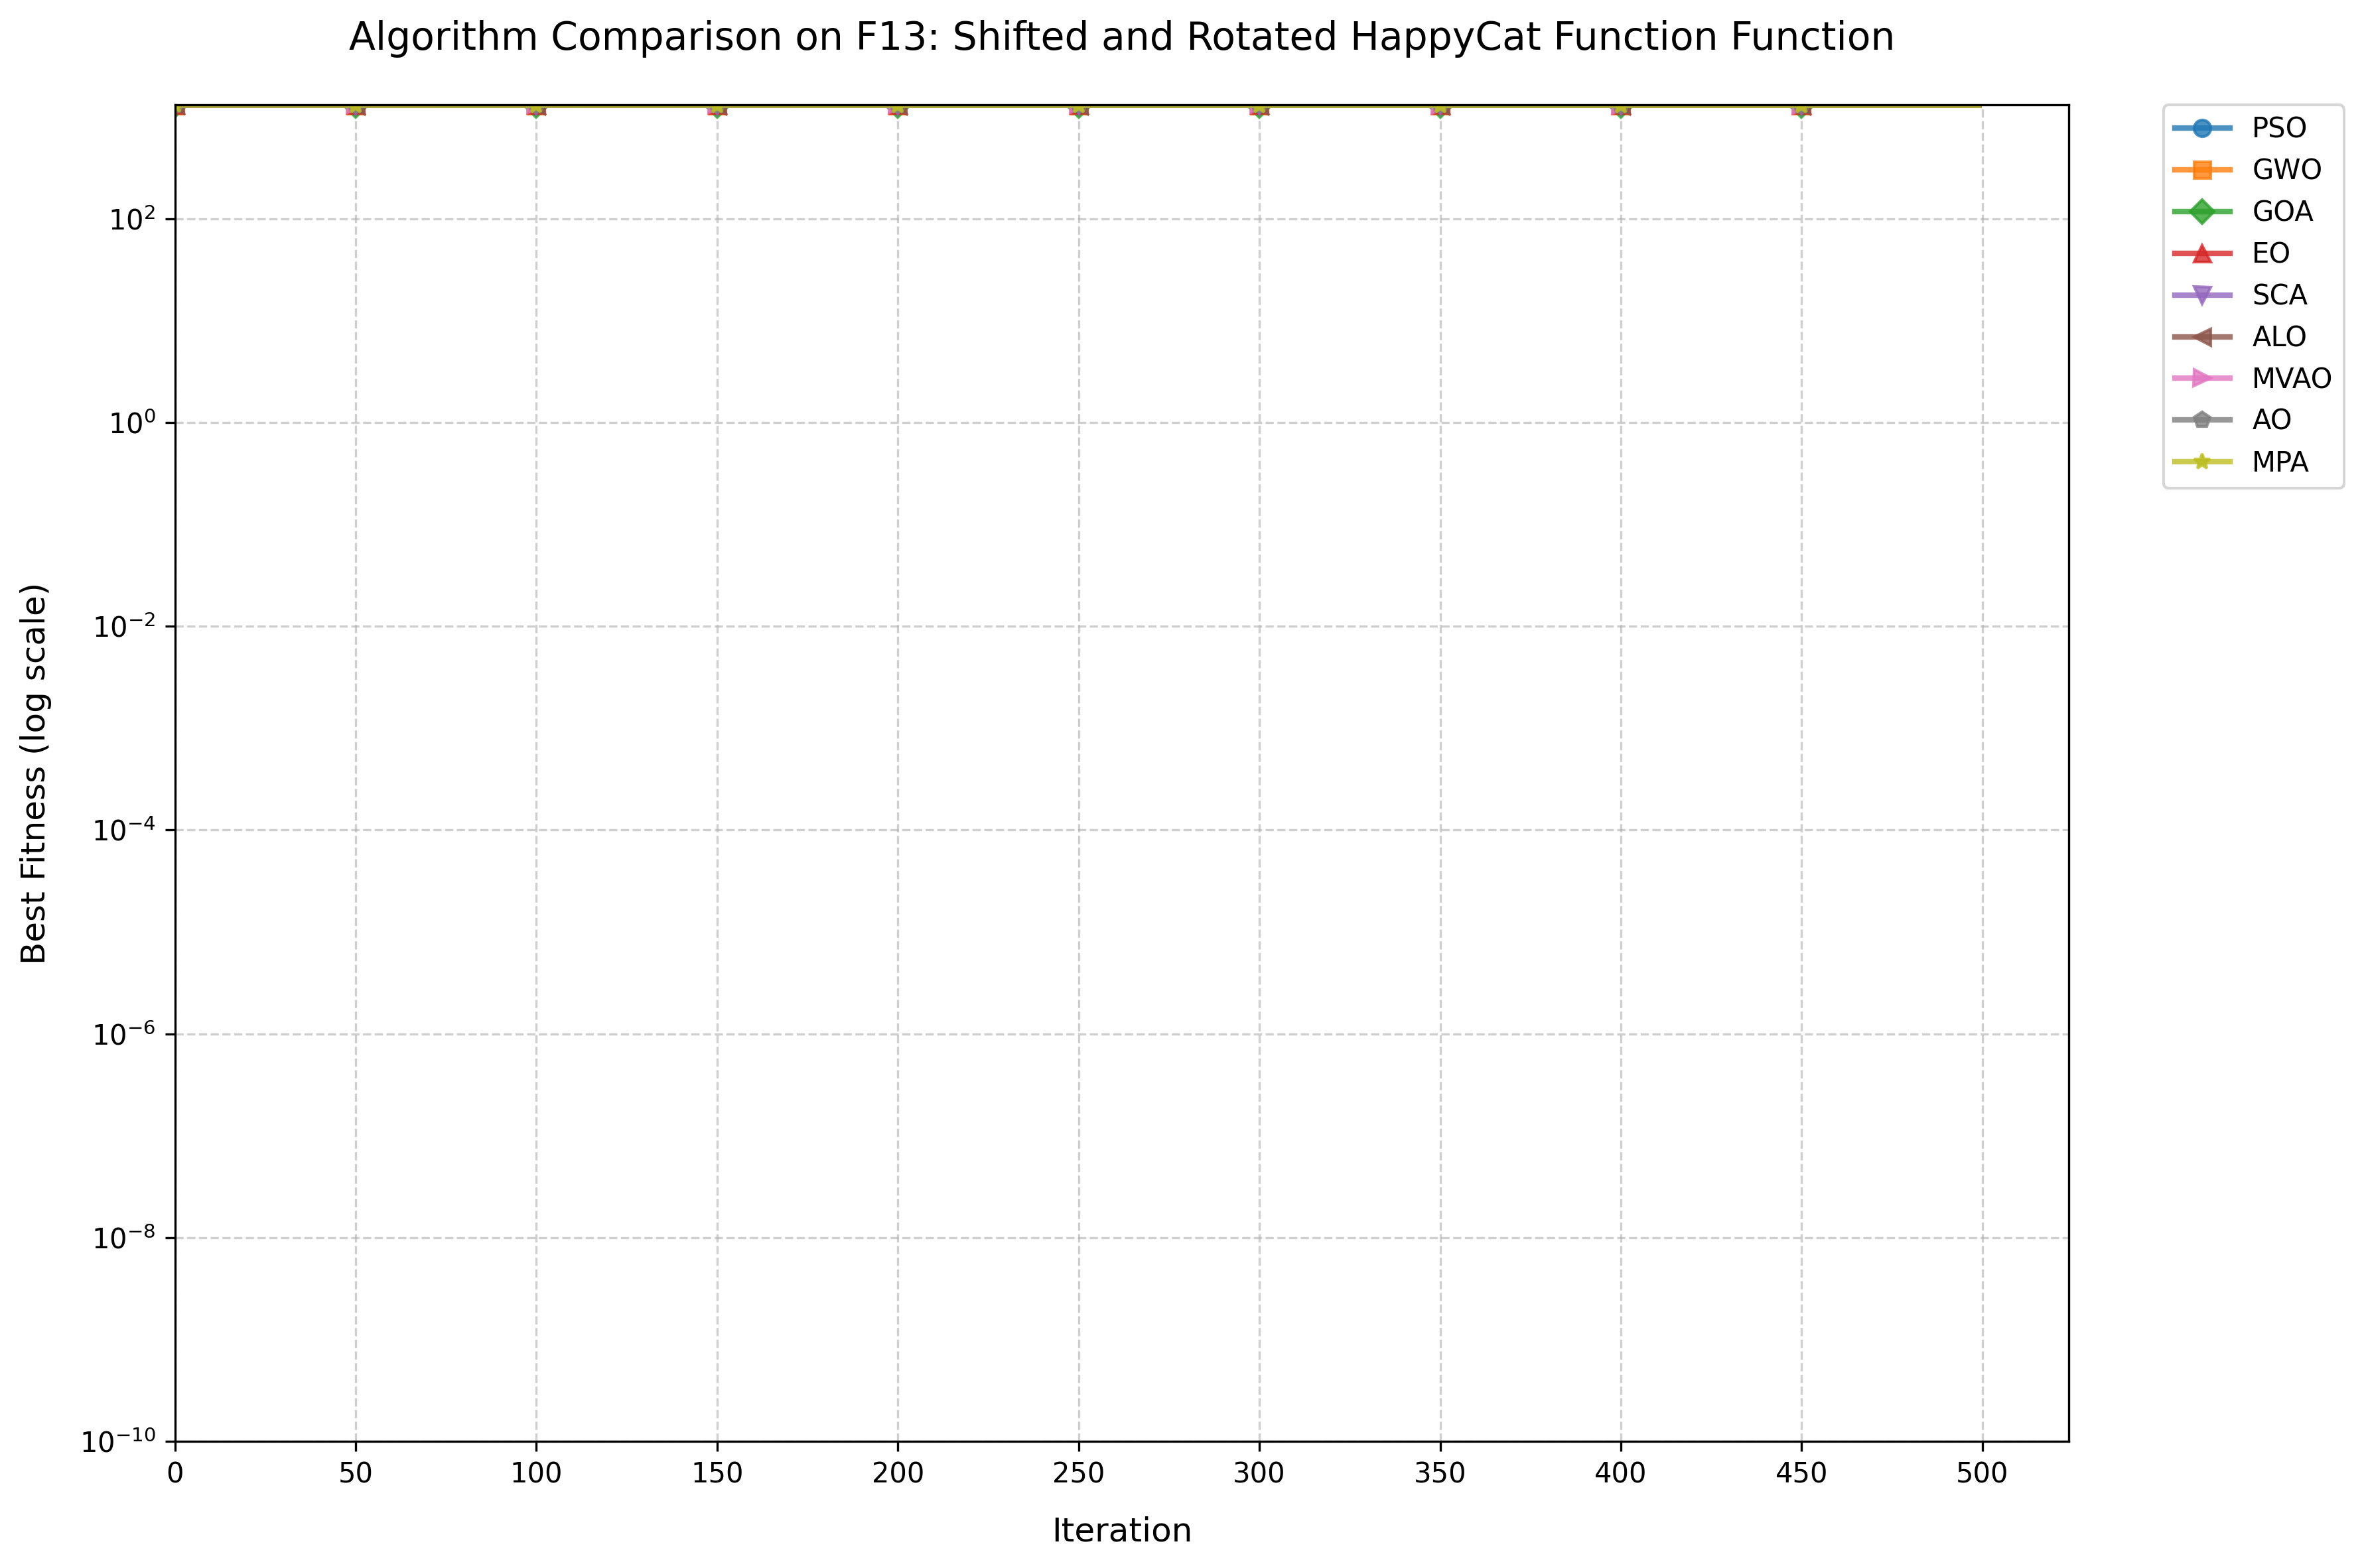 Algorithm Comparison on F13: Shifted and Rotated HappyCat Function Function
Best Fitness (log scale)
10²
10⁰
10⁻²
10⁻⁴
10⁻⁶
10⁻⁸
10⁻¹⁰
0 50 100 150 200 250 300 350 400 450 500
Iteration
PSO
GWO
GOA
EO
SCA
ALO
MVAO
AO
MPA